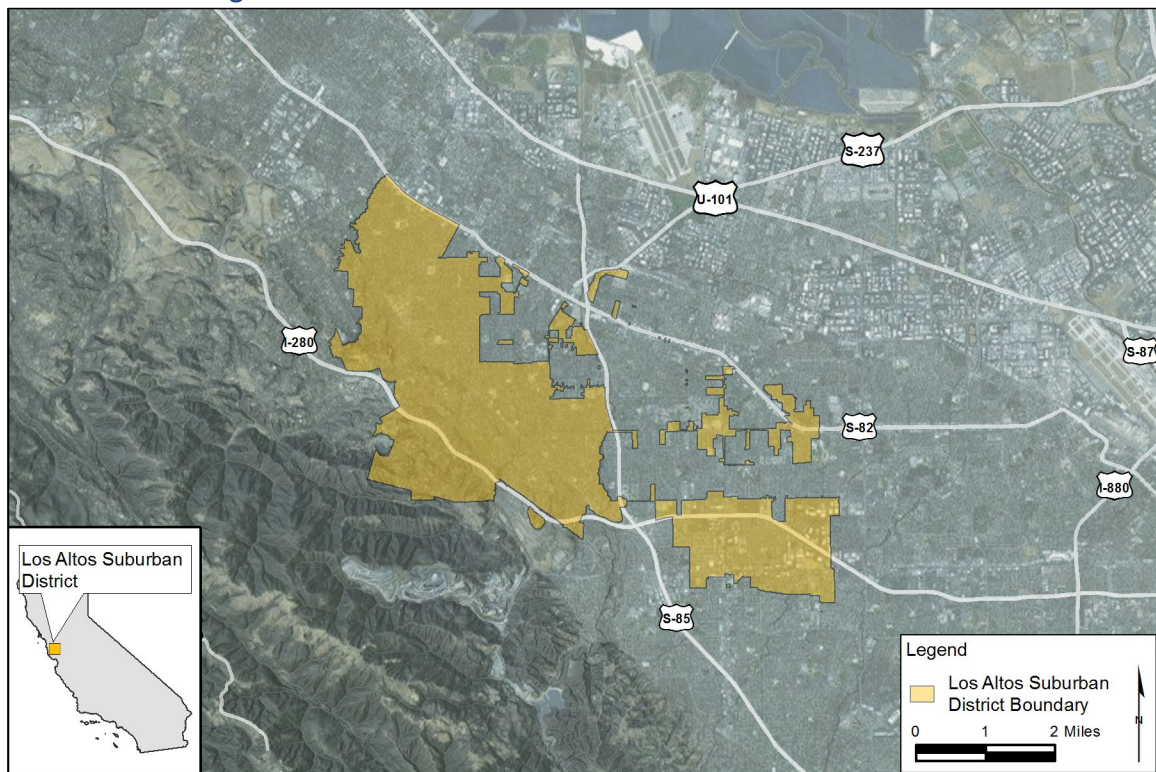 S-237
U-101
I-280
S-87
S-82
I-880
S-85
Los Altos Suburban
District
Legend
Los Altos Suburban
District Boundary
0 1 2 Miles
N